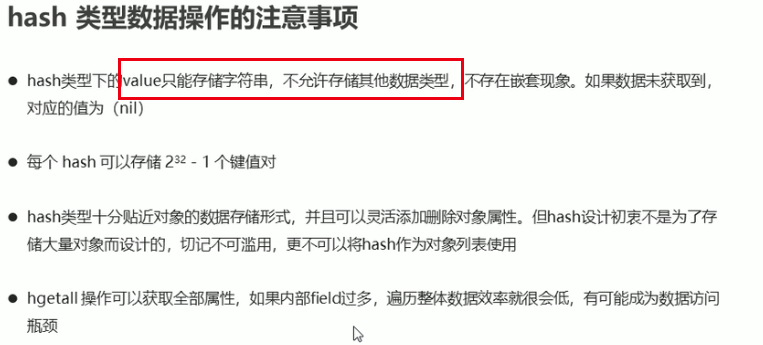 hash 类型数据操作的注意事项
● hash类型下的value只能存储字符串，不允许存储其他数据类型，不存在嵌套现象。如果数据未获取到，
对应的值为（nil）
● 每个 hash 可以存储 2³² - 1 个键值对
● hash类型十分贴近对象的数据存储形式，并且可以灵活添加删除对象属性。但hash设计初衷不是为了存
储大量对象而设计的，切记不可滥用，更不可以将hash作为对象列表使用
● hgetall 操作可以获取全部属性，如果内部field过多，遍历整体数据效率就很会低，有可能成为数据访问
瓶颈